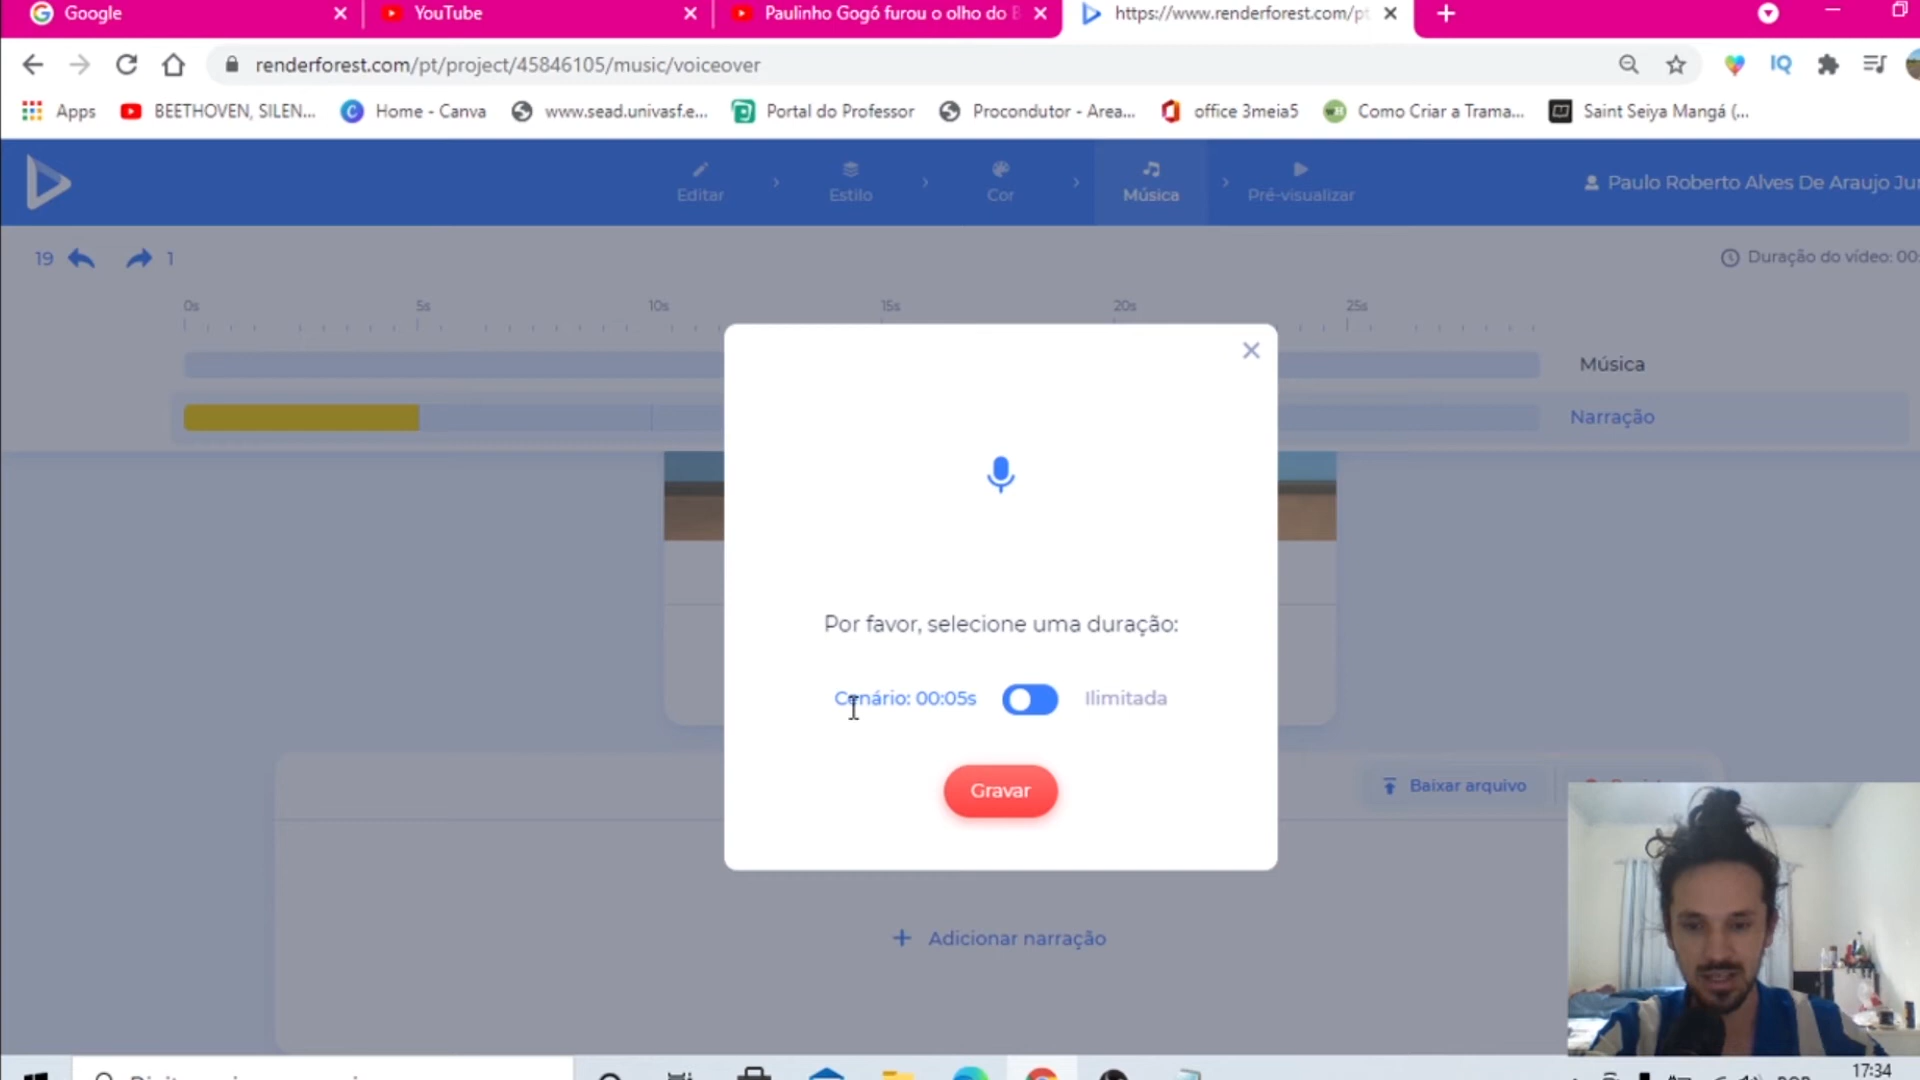 Google
YouTube
Paulinho Gogó furou o olho do B
https://www.renderforest.com/pt
renderforest.com/pt/project/45846105/music/voiceover
IQ
Apps
BEETHOVEN, SILEN...
Home - Canva
www.sead.univasf.e...
Portal do Professor
Procondutor - Area...
office 3meia5
Como Criar a Trama...
Saint Seiya Mangá (...
Editar
Estilo
Cor
Música
Pré-visualizar
Paulo Roberto Alves De Araujo Jun
19
1
Duração do vídeo: 00:
0s
5s
10s
15s
20s
25s
Música
Narração
Por favor, selecione uma duração:
Cenário: 00:05s
Ilimitada
Gravar
Baixar arquivo
Adicionar narração
17:34